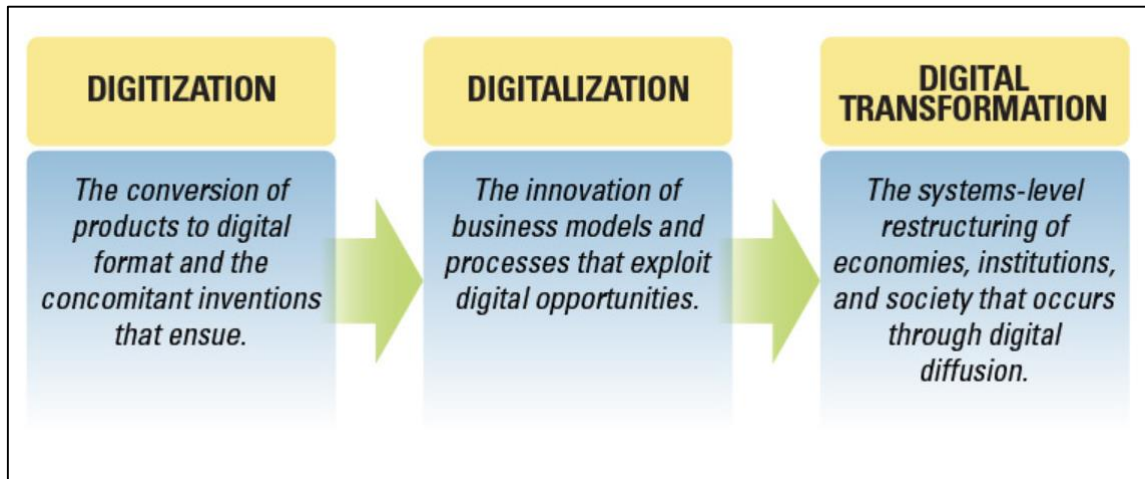 DIGITIZATION
The conversion of
products to digital
format and the
concomitant inventions
that ensue.
DIGITALIZATION
The innovation of
business models and
processes that exploit
digital opportunities.
DIGITAL
TRANSFORMATION
The systems-level
restructuring of
economies, institutions,
and society that occurs
through digital
diffusion.